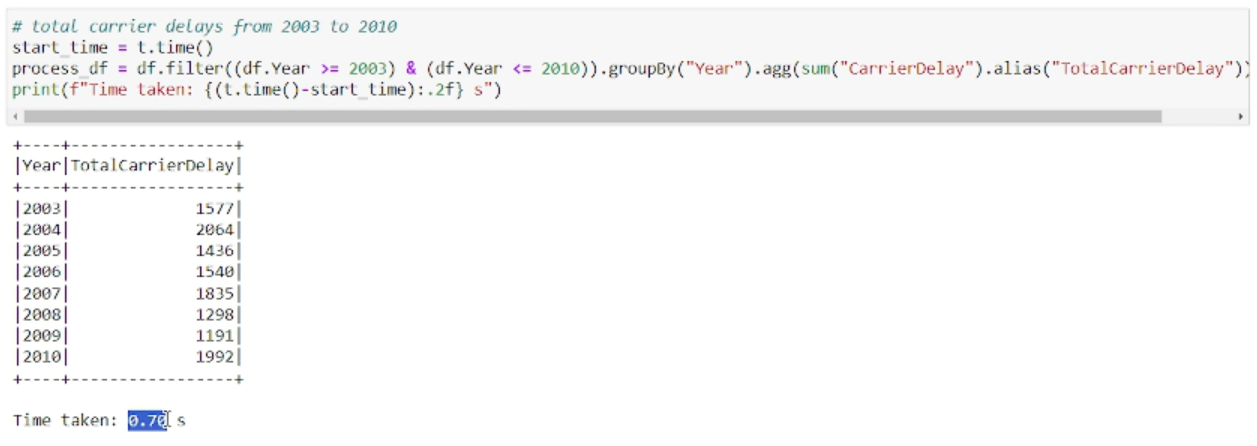 # total carrier delays from 2003 to 2010
start_time = t.time()
process_df = df.filter((df.Year >= 2003) & (df.Year <= 2010)).groupBy("Year").agg(sum("CarrierDelay").alias("TotalCarrierDelay"))
print(f"Time taken: {(t.time()-start_time):.2f} s")
+----+-----------------+
|Year|TotalCarrierDelay|
+----+-----------------+
|2003|             1577|
|2004|             2064|
|2005|             1436|
|2006|             1540|
|2007|             1835|
|2008|             1298|
|2009|             1191|
|2010|             1992|
+----+-----------------+
Time taken: 0.70 s